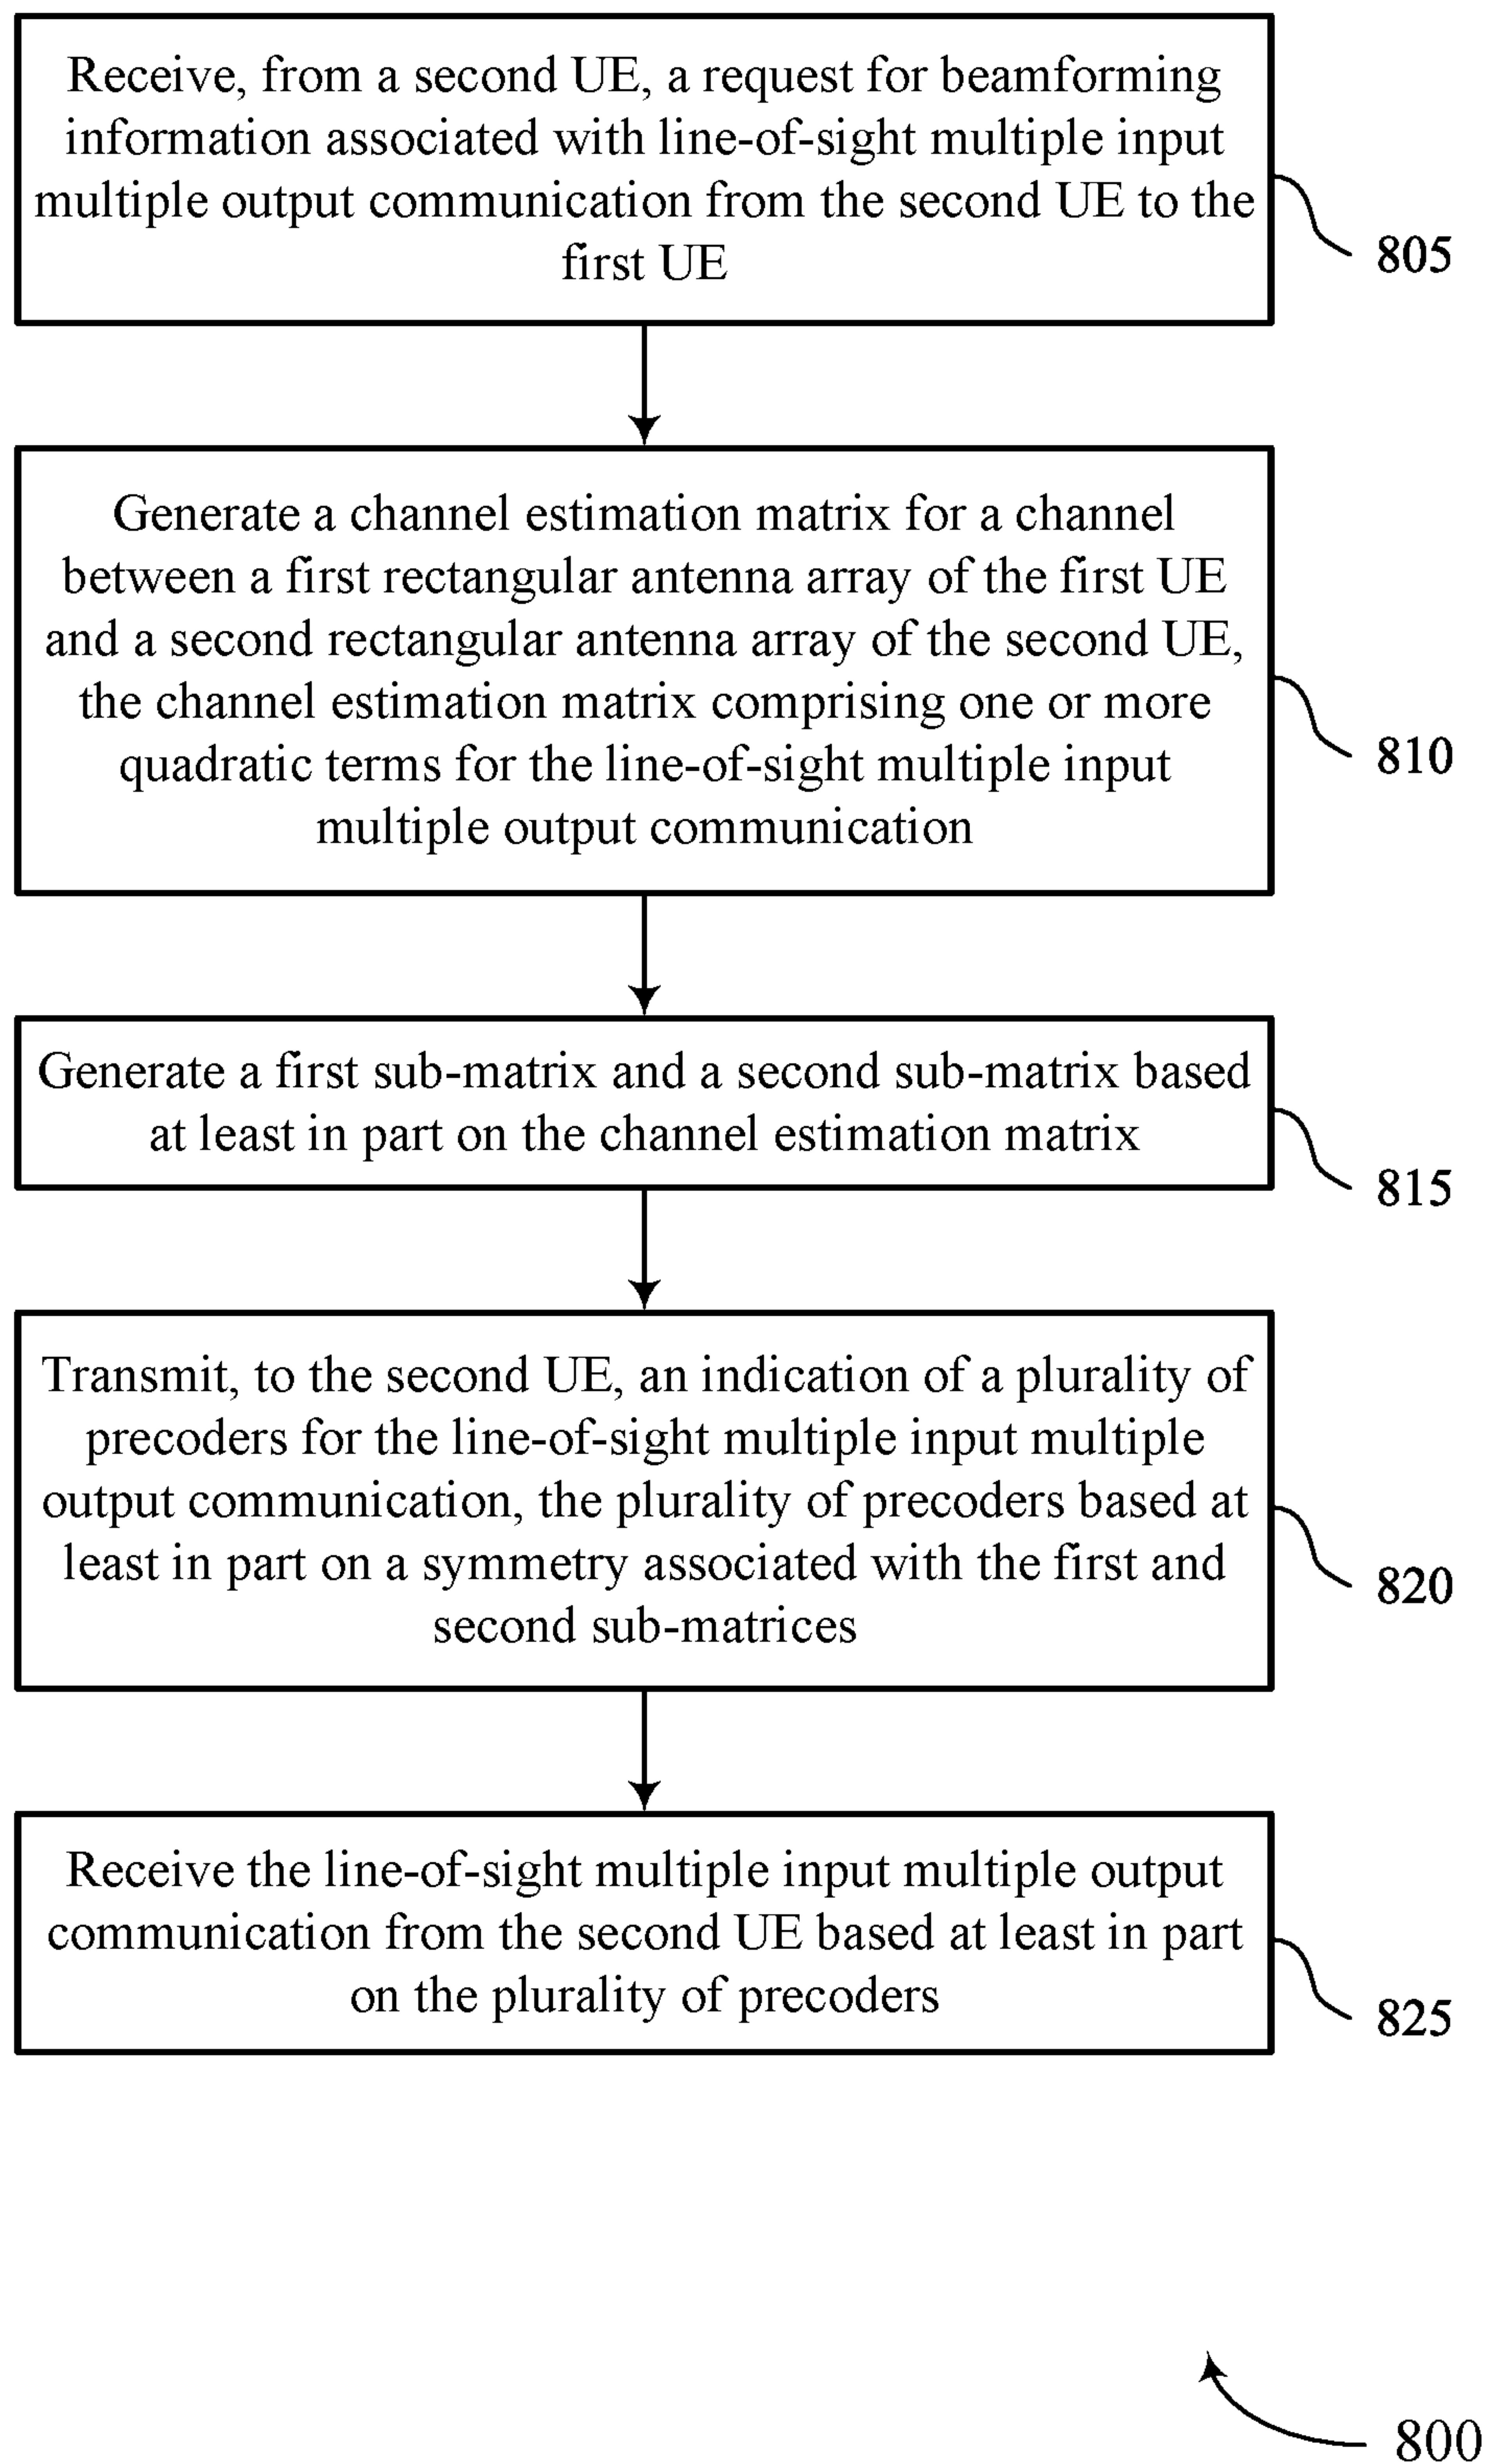 Receive, from a second UE, a request for beamforming
information associated with line-of-sight multiple input
multiple output communication from the second UE to the
first UE
805
Generate a channel estimation matrix for a channel
between a first rectangular antenna array of the first UE
and a second rectangular antenna array of the second UE,
the channel estimation matrix comprising one or more
quadratic terms for the line-of-sight multiple input
multiple output communication
810
Generate a first sub-matrix and a second sub-matrix based
at least in part on the channel estimation matrix
815
Transmit, to the second UE, an indication of a plurality of
precoders for the line-of-sight multiple input multiple
output communication, the plurality of precoders based at
least in part on a symmetry associated with the first and
second sub-matrices
820
Receive the line-of-sight multiple input multiple output
communication from the second UE based at least in part
on the plurality of precoders
825
800